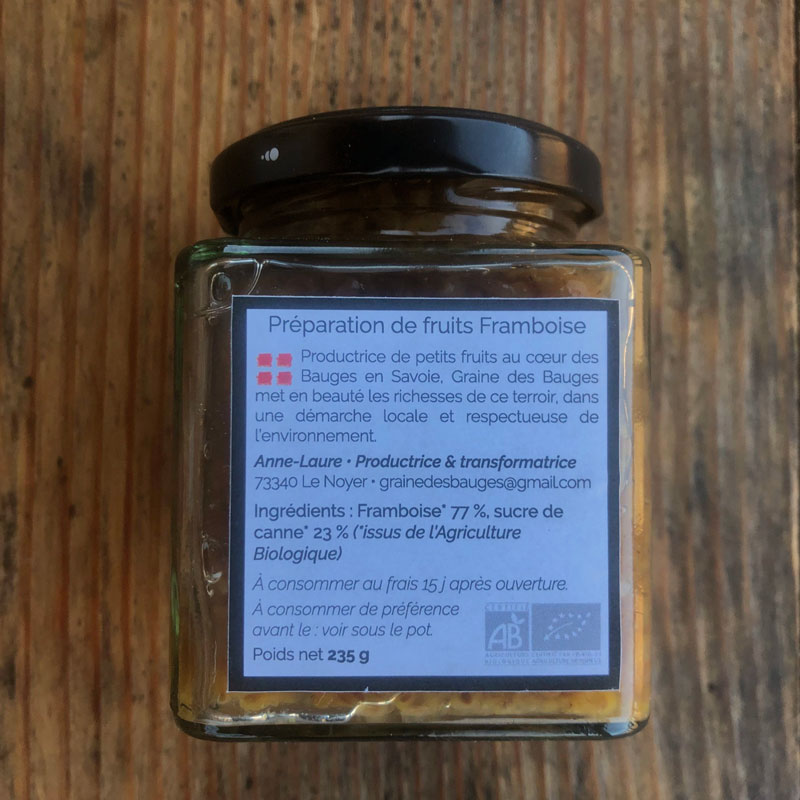 Préparation de fruits Framboise
Productrice de petits fruits au cœur des
Bauges en Savoie, Graine des Bauges
met en beauté les richesses de ce terroir, dans
une démarche locale et respectueuse de
l'environnement.
Anne-Laure • Productrice & transformatrice
73340 Le Noyer • grainedesbauges@gmail.com
Ingrédients : Framboise* 77 %, sucre de
canne* 23 % (*issus de l'Agriculture
Biologique)
À consommer au frais 15 j après ouverture.
À consommer de préférence
avant le : voir sous le pot.
Poids net 235 g
CERTIFIÉ
AB
AGRICULTURE
BIOLOGIQUE